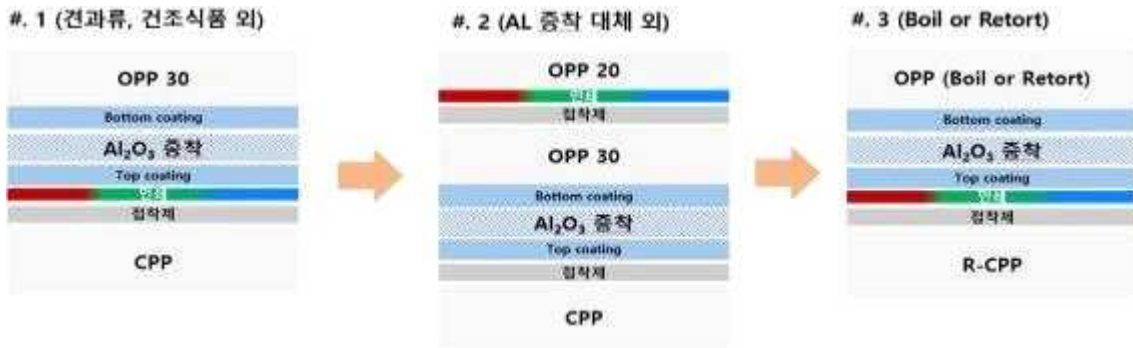 #. 1 (견과류, 건조식품 외)
OPP 30
Bottom coating
Al₂O₃ 증착
Top coating
인쇄
접착제
CPP
#. 2 (AL 증착 대체 외)
OPP 20
인쇄
접착제
OPP 30
Bottom coating
Al₂O₃ 증착
Top coating
접착제
CPP
#. 3 (Boil or Retort)
OPP (Boil or Retort)
Bottom coating
Al₂O₃ 증착
Top coating
인쇄
접착제
R-CPP